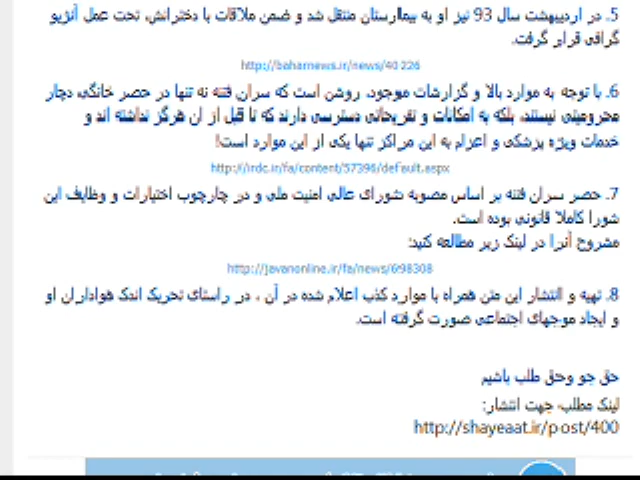 5. در اردیبهشت سال 93 نیز او به بیمارستان منتقل شد و ضمن ملاقات با دخترانش، تحت عمل آنژیو
گرافی قرار گرفت.
http://baharnews.ir/news/40226
6. با توجه به موارد بالا و گزارشات موجود، روشن است که سران فتنه نه تنها در حصر خانگی دچار
محرومیتی نیستند، بلکه به امکانات و تفریحاتی دسترسی دارند که تا قبل از ان هرگز نداشته اند و
خدمات ویژه پزشکی و اعزام به این مراکز تنها یکی از این موارد است!
http://irdc.ir/fa/content/57396/default.aspx
7. حصر سران فتنه بر اساس مصوبه شورای عالی امنیت ملی و در چارچوب اختیارات و وظایف این
شورا کاملا قانونی بوده است.
مشروح آنرا در لینک زیر مطالعه کنید:
http://javanonline.ir/fa/news/698308
8. تهیه و انتشار این متن همراه با موارد کذب اعلام شده در آن ، در راستای تحریک اندک هواداران او
و ایجاد موجهای اجتماعی صورت گرفته است.
حق جو وحق طلب باشیم
لینک مطلب جهت انتشار:
http://shayeaat.ir/post/400